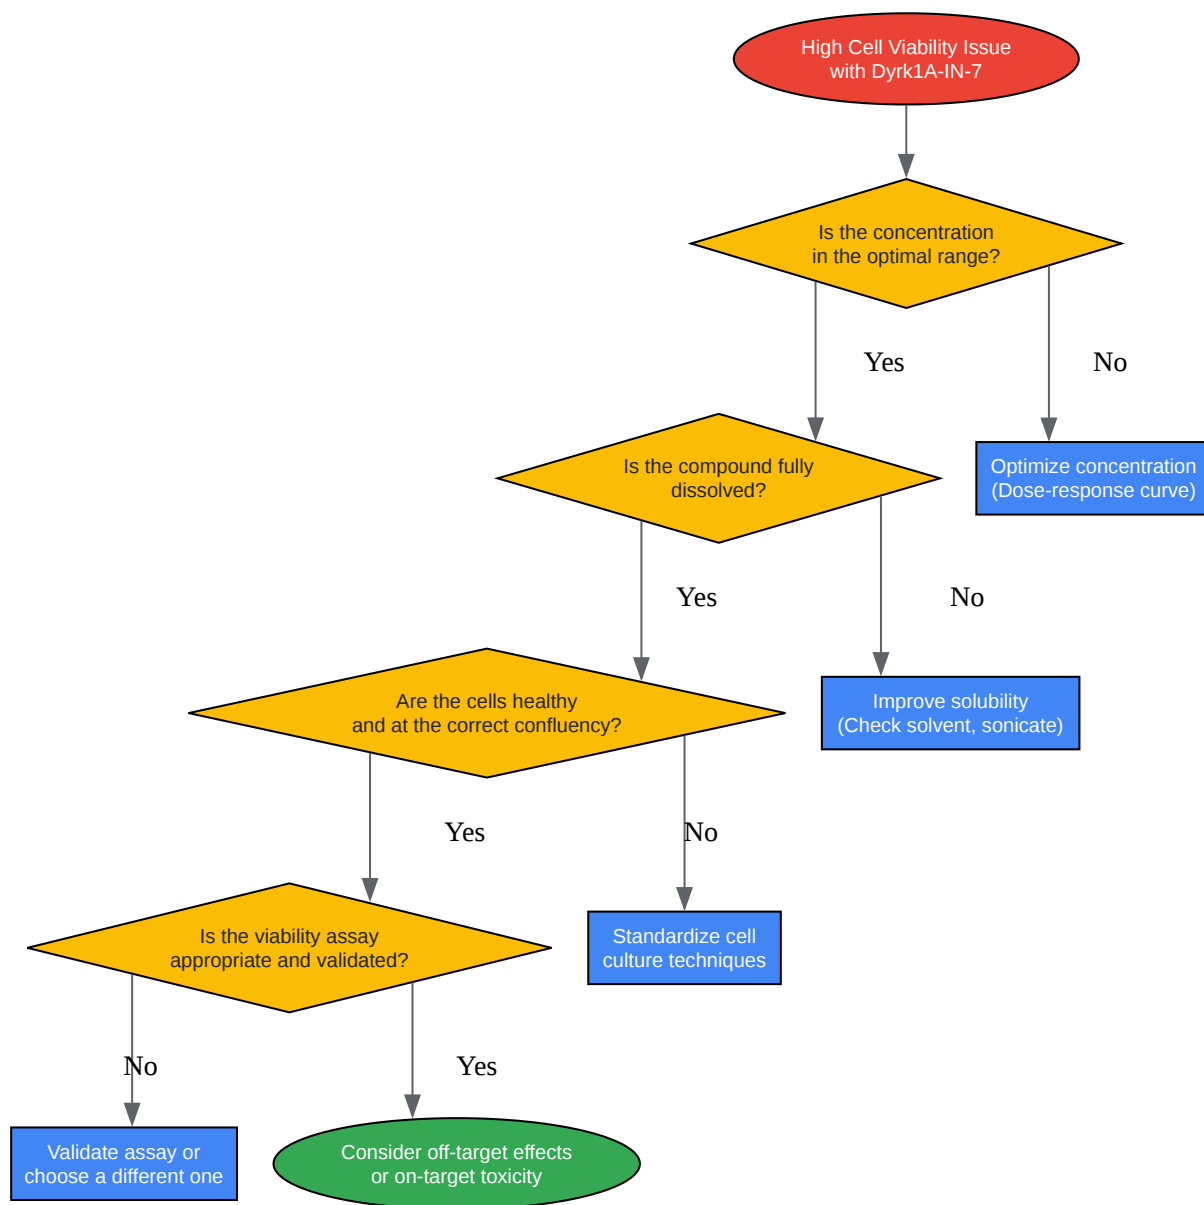 High Cell Viability Issue
with Dyrk1A-IN-7
Is the concentration
in the optimal range?
Yes
No
Is the compound fully
dissolved?
Optimize concentration
(Dose-response curve)
Yes
No
Are the cells healthy
and at the correct confluency?
Improve solubility
(Check solvent, sonicate)
Yes
No
Is the viability assay
appropriate and validated?
Standardize cell
culture techniques
No
Yes
Validate assay or
choose a different one
Consider off-target effects
or on-target toxicity